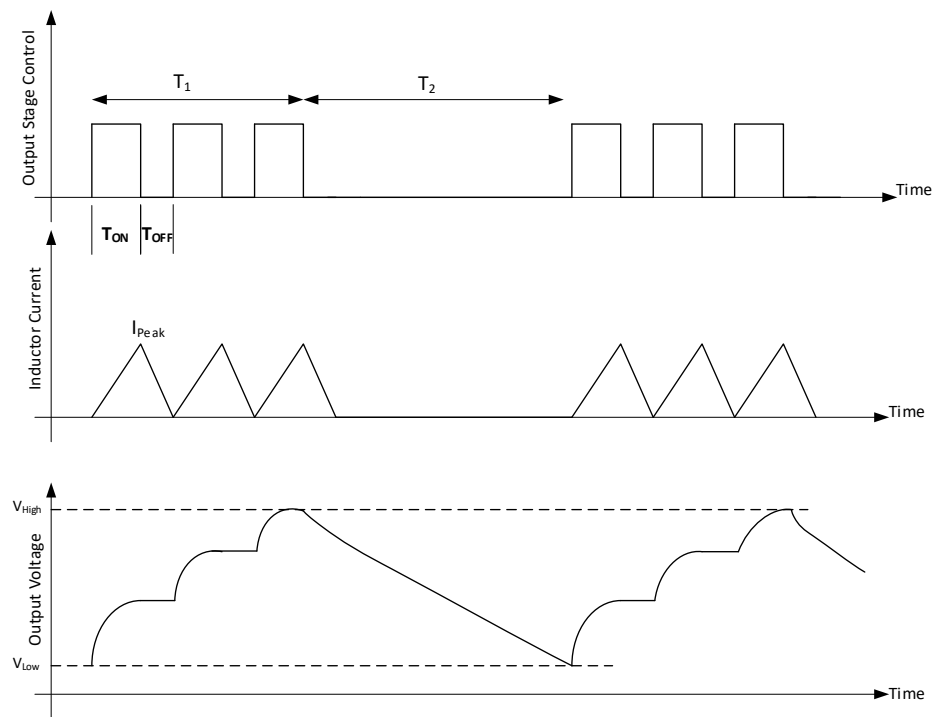 Output Stage Control
T1
T2
Time
TON
TOFF
Inductor Current
IPeak
Time
Output Voltage
VHigh
VLow
Time